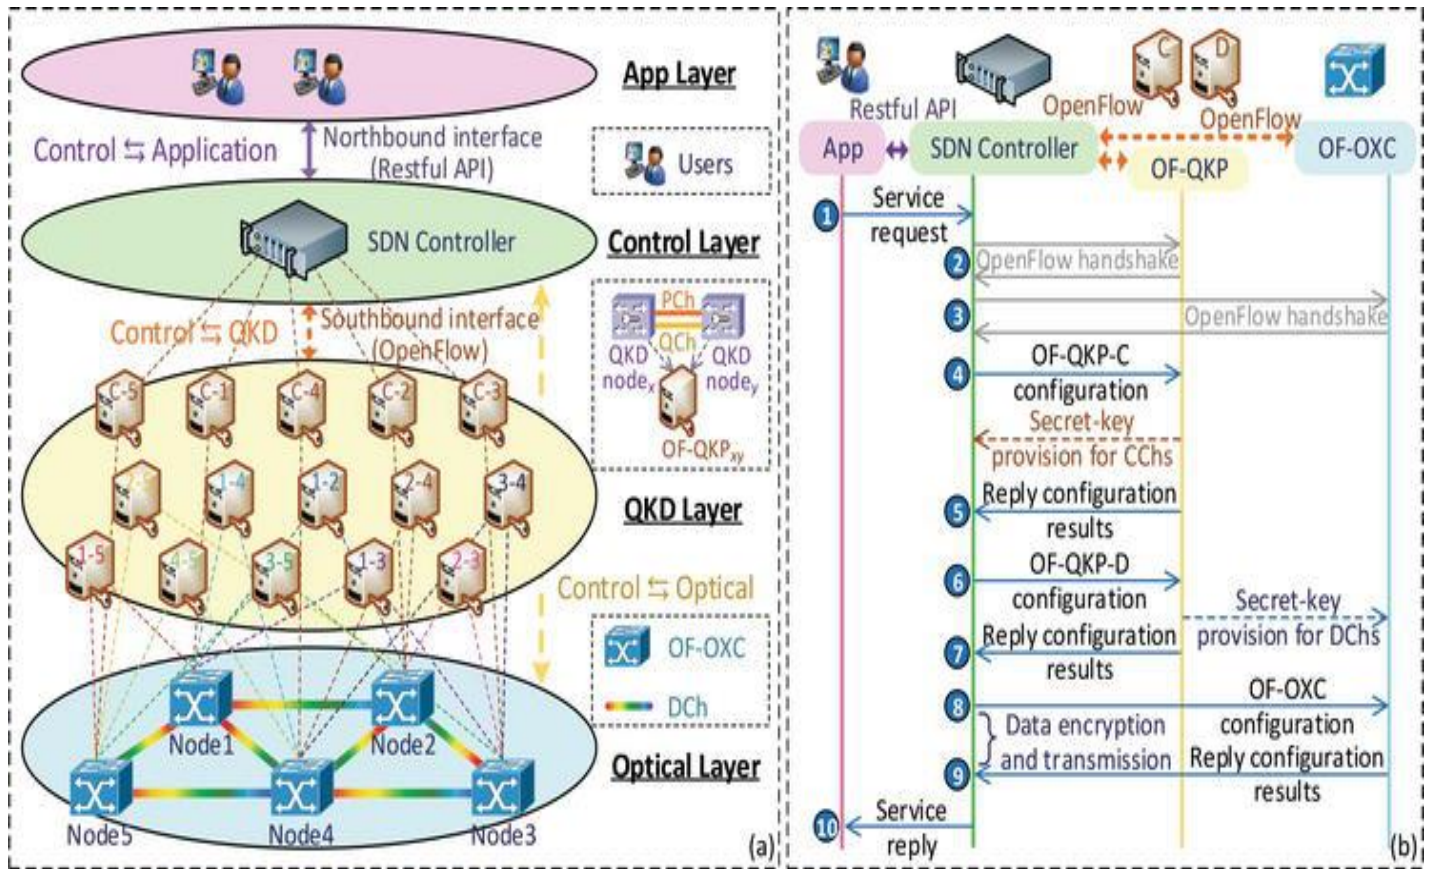 App Layer
Control ⇆ Application
Northbound interface
(Restful API)
Users
SDN Controller
Control Layer
Control ⇆ QKD
Southbound interface
(OpenFlow)
PCh
QCh
QKD
nodex
QKD
nodey
OF-QKPxy
C-5
C-1
C-4
C-2
C-3
2-5
1-4
1-2
2-4
3-4
QKD Layer
1-5
4-5
3-5
1-3
2-3
Control ⇆ Optical
OF-OXC
DCh
Node1
Node2
Optical Layer
Node5
Node4
Node3
(a)
C
D
Restful API
OpenFlow
OpenFlow
App
SDN Controller
OF-QKP
OF-OXC
1
Service
request
2
OpenFlow handshake
3
OpenFlow handshake
4
OF-QKP-C
configuration
Secret-key
provision for CChs
5
Reply configuration
results
6
OF-QKP-D
configuration
Secret-key
provision for DChs
7
Reply configuration
results
8
OF-OXC
configuration
Data encryption
and transmission
9
Reply configuration
results
10
Service
reply
(b)